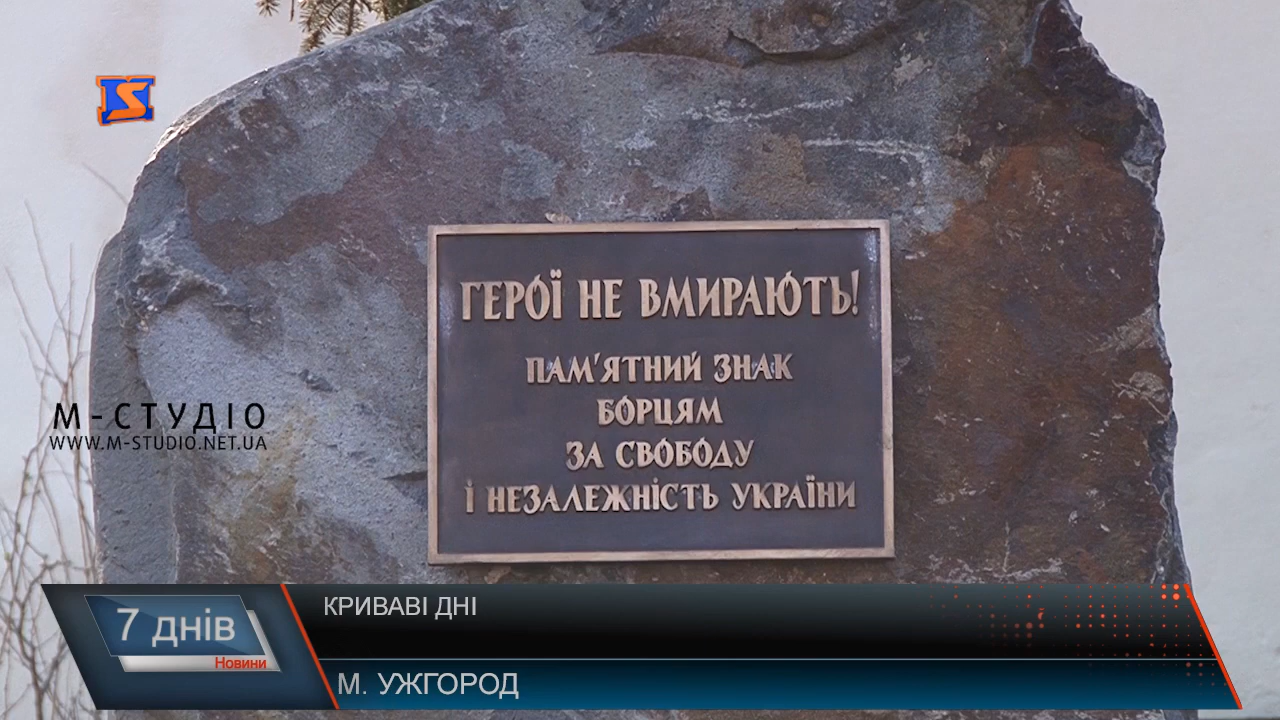 S
ГЕРОЇ НЕ ВМИРАЮТЬ!
ПАМ'ЯТНИЙ ЗНАК
БОРЦЯМ
ЗА СВОБОДУ
І НЕЗАЛЕЖНІСТЬ УКРАЇНИ
М-СТУДІО
WWW.M-STUDIO.NET.UA
7 днів
Новини
КРИВАВІ ДНІ
М. УЖГОРОД